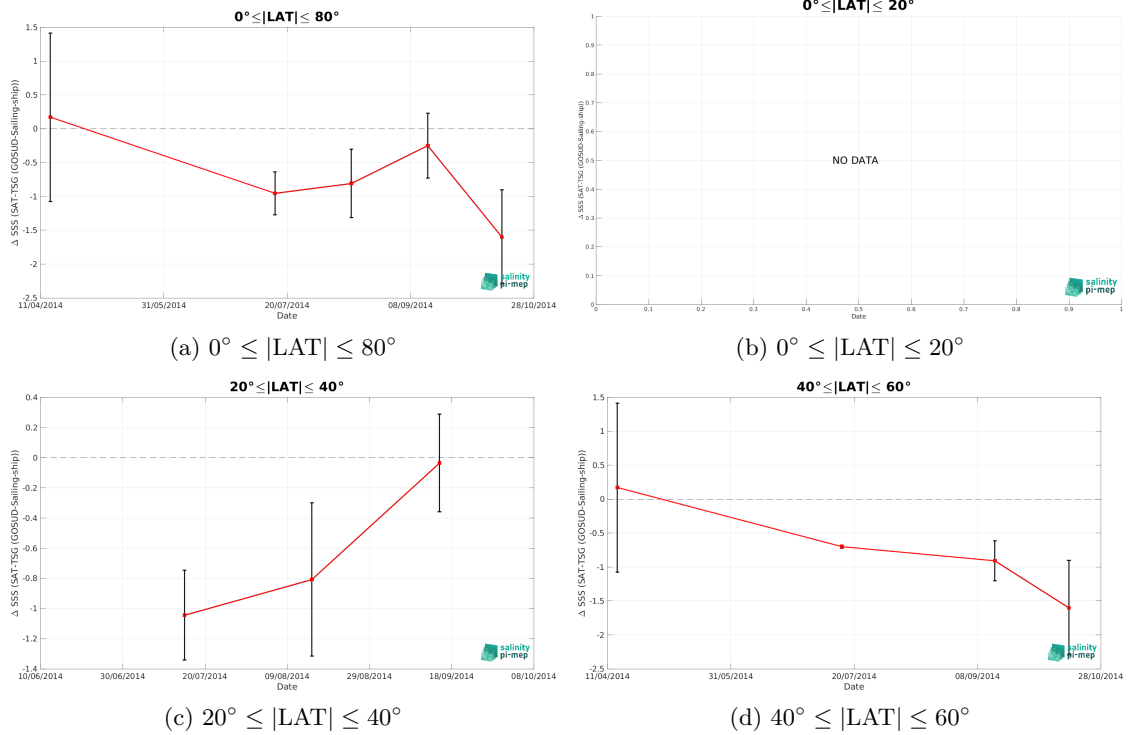 0°≤|LAT|≤ 80°
Δ SSS (SAT-TSG (GOSUD-Sailing-ship))
1.5
1
0.5
0
-0.5
-1
-1.5
-2
-2.5
11/04/2014 31/05/2014 20/07/2014 08/09/2014 28/10/2014
Date
salinity
pi-mep
(a) 0° ≤ |LAT| ≤ 80°
0°≤|LAT|≤ 20°
Δ SSS (SAT-TSG (GOSUD-Sailing-ship))
1
0.9
0.8
0.7
0.6
0.5
0.4
0.3
0.2
0.1
0
NO DATA
0 0.1 0.2 0.3 0.4 0.5 0.6 0.7 0.8 0.9 1
Date
salinity
pi-mep
(b) 0° ≤ |LAT| ≤ 20°
20°≤|LAT|≤ 40°
Δ SSS (SAT-TSG (GOSUD-Sailing-ship))
0.4
0.2
0
-0.2
-0.4
-0.6
-0.8
-1
-1.2
-1.4
10/06/2014 30/06/2014 20/07/2014 09/08/2014 29/08/2014 18/09/2014 08/10/2014
Date
salinity
pi-mep
(c) 20° ≤ |LAT| ≤ 40°
40°≤|LAT|≤ 60°
Δ SSS (SAT-TSG (GOSUD-Sailing-ship))
1.5
1
0.5
0
-0.5
-1
-1.5
-2
-2.5
11/04/2014 31/05/2014 20/07/2014 08/09/2014 28/10/2014
Date
salinity
pi-mep
(d) 40° ≤ |LAT| ≤ 60°